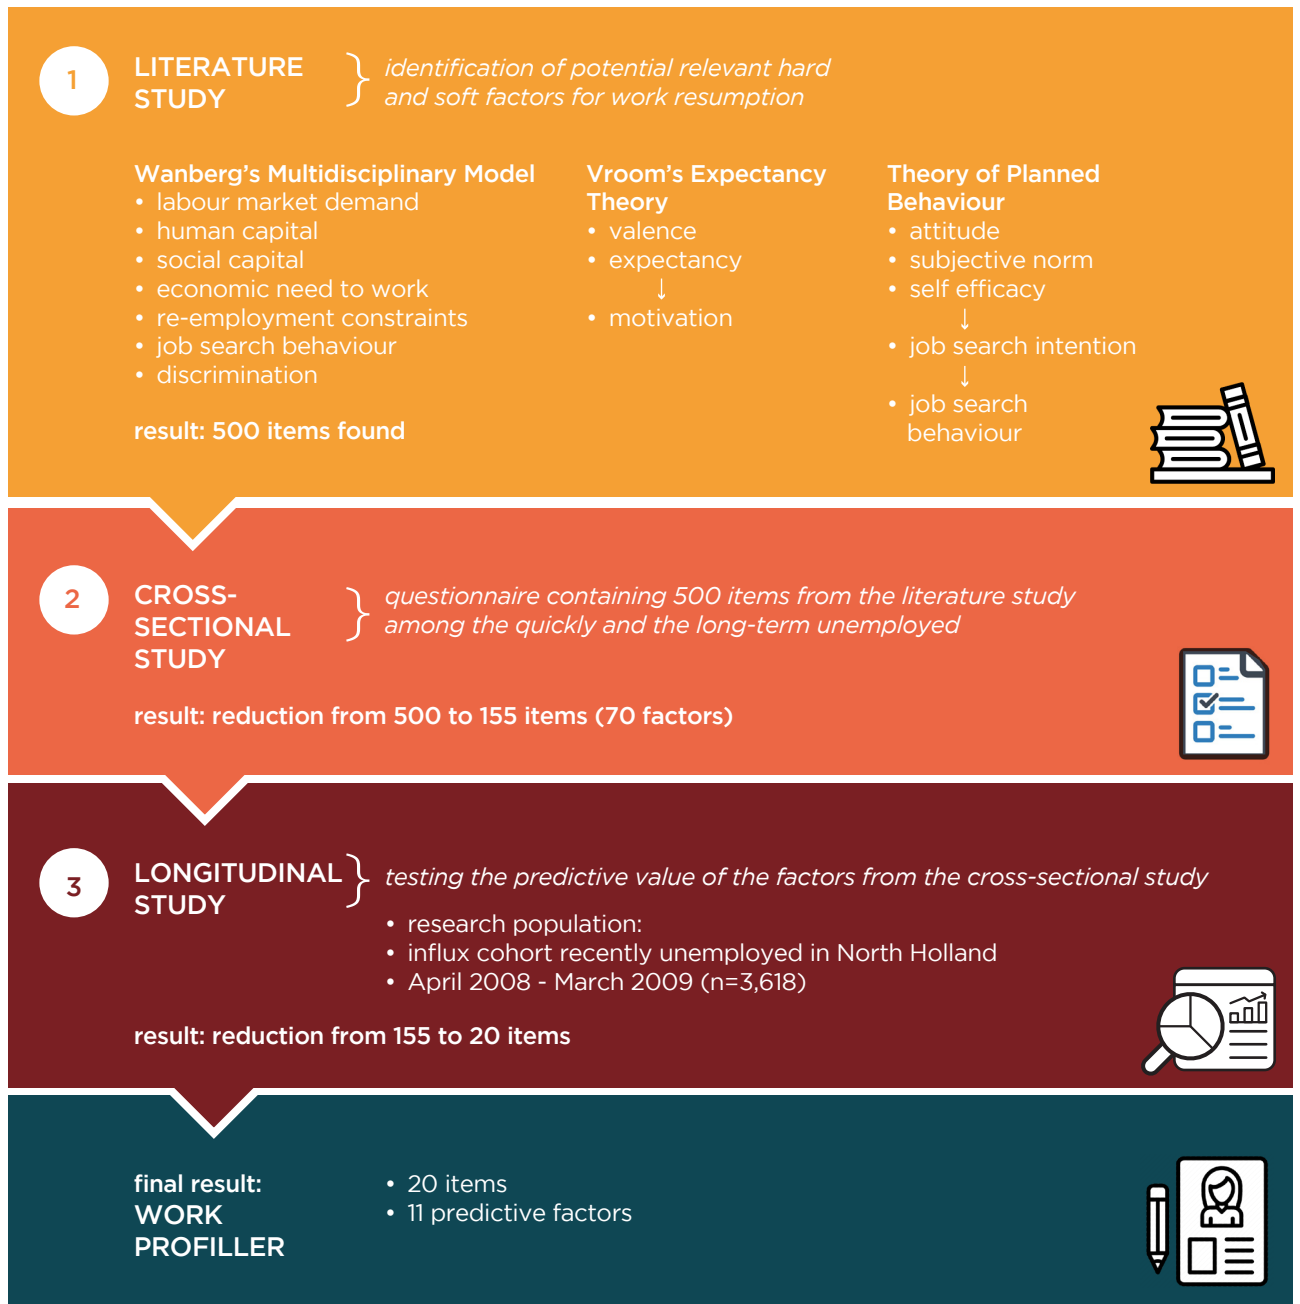 1
LITERATURE
STUDY
identification of potential relevant hard
and soft factors for work resumption
Wanberg's Multidisciplinary Model
• labour market demand
• human capital
• social capital
• economic need to work
• re-employment constraints
• job search behaviour
• discrimination
result: 500 items found
Vroom's Expectancy
Theory
• valence
• expectancy
↓
• motivation
Theory of Planned
Behaviour
• attitude
• subjective norm
• self efficacy
↓
• job search intention
↓
• job search
behaviour
2
CROSS-
SECTIONAL
STUDY
questionnaire containing 500 items from the literature study
among the quickly and the long-term unemployed
result: reduction from 500 to 155 items (70 factors)
3
LONGITUDINAL
STUDY
testing the predictive value of the factors from the cross-sectional study
• research population:
• influx cohort recently unemployed in North Holland
• April 2008 - March 2009 (n=3,618)
result: reduction from 155 to 20 items
final result:
WORK
PROFILLER
• 20 items
• 11 predictive factors